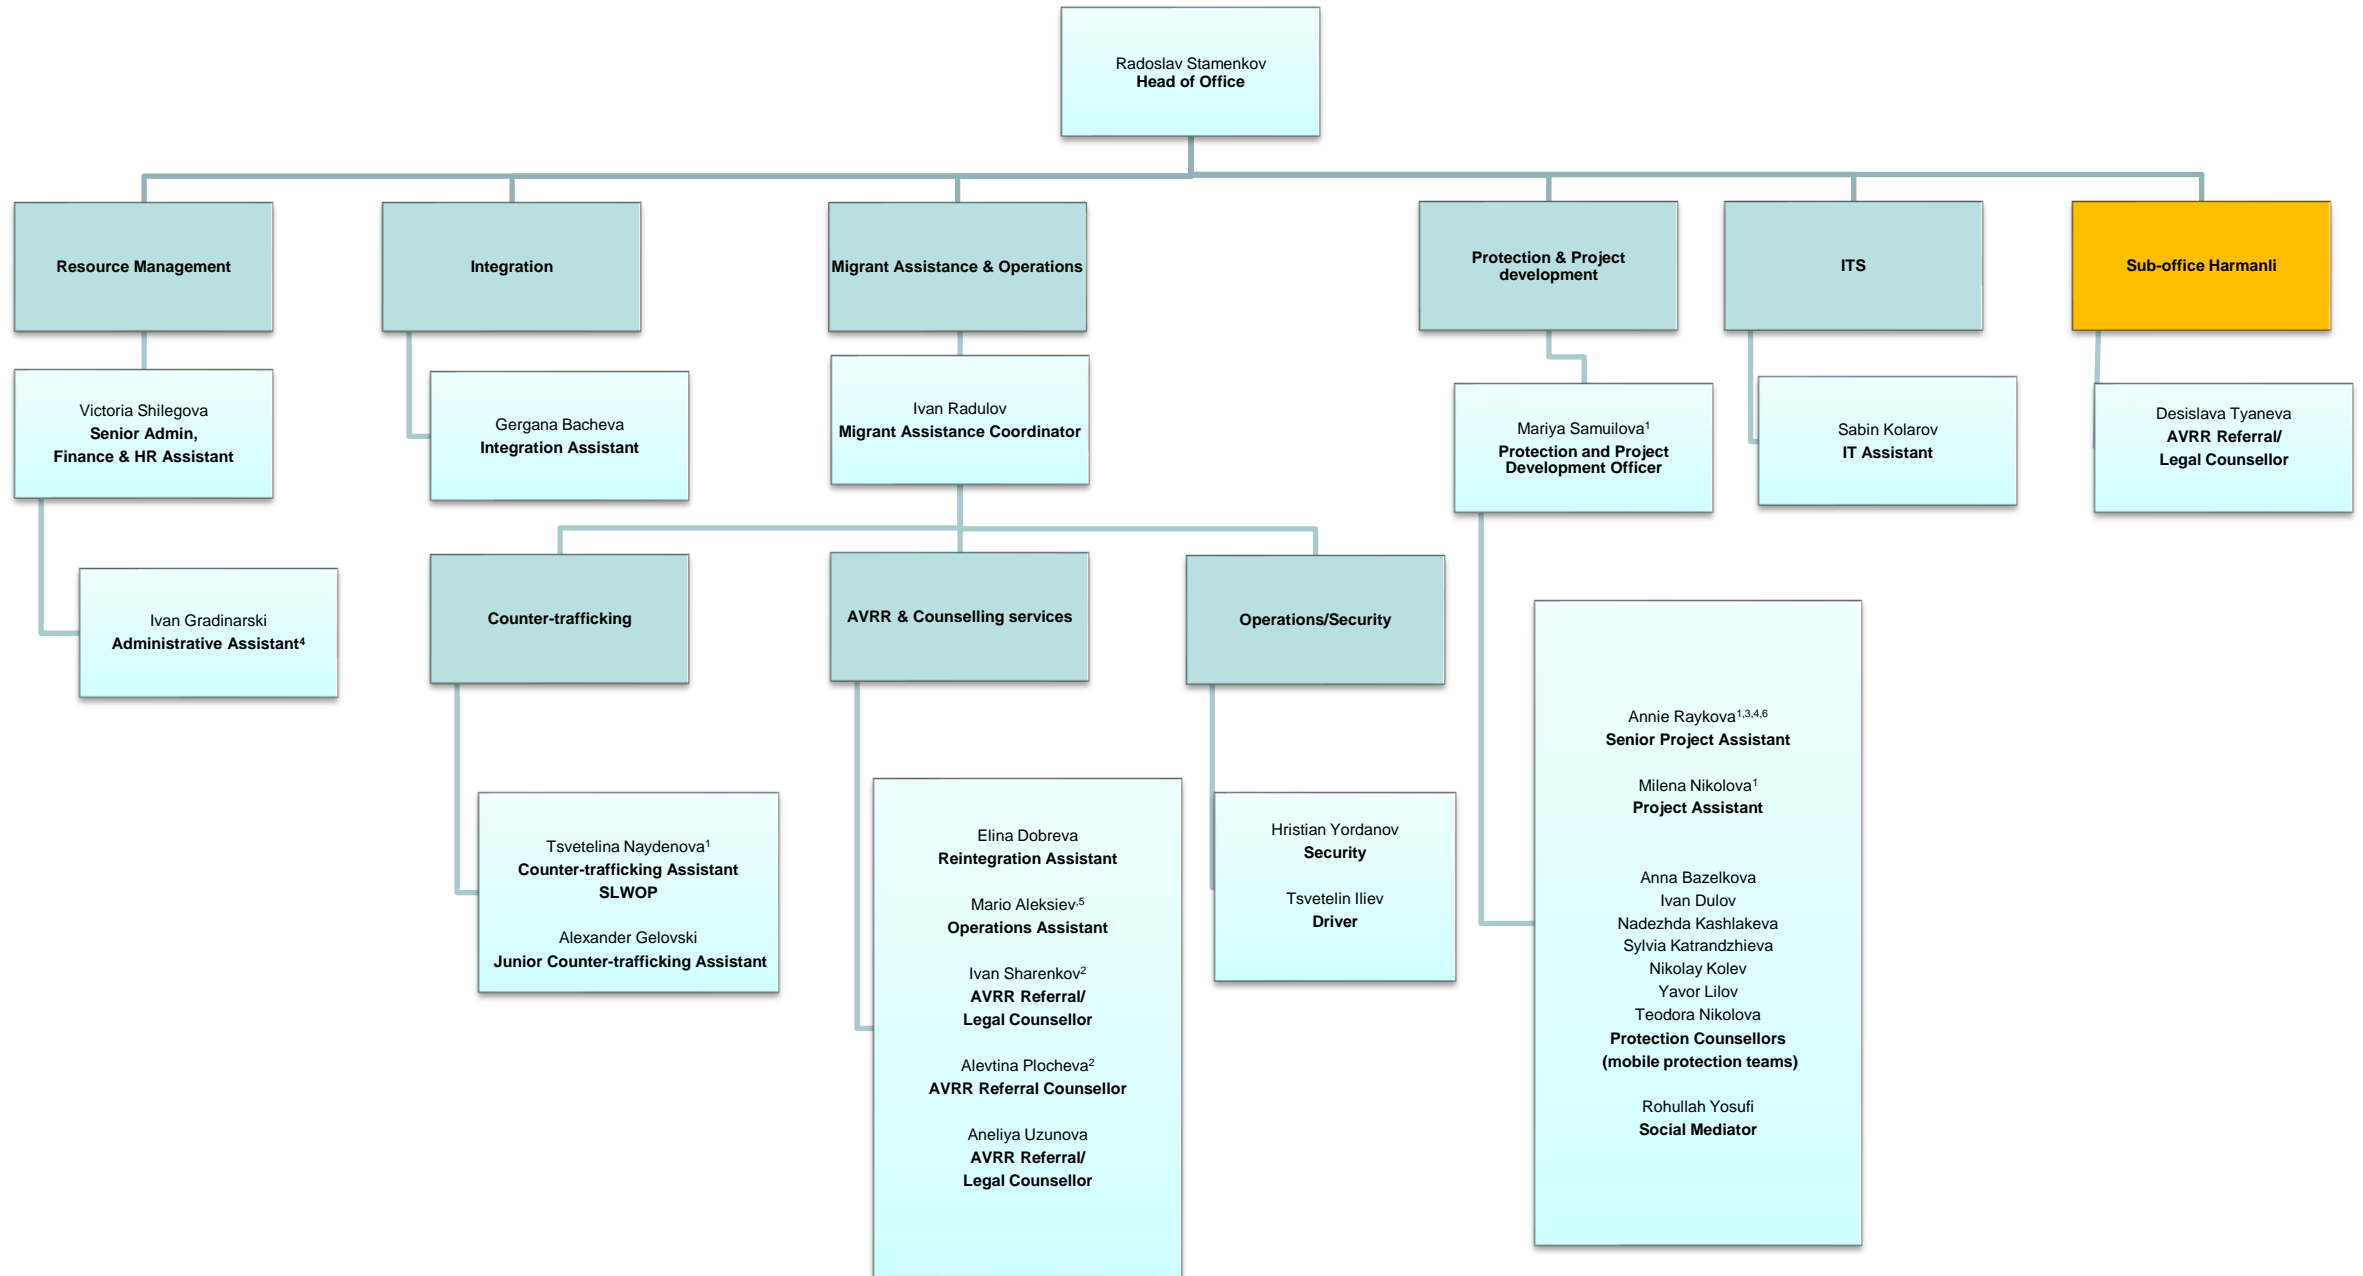 Radoslav Stamenkov
Head of Office
Resource Management
Integration
Migrant Assistance & Operations
Protection & Project
development
ITS
Sub-office Harmanli
Victoria Shilegova
Senior Admin,
Finance & HR Assistant
Gergana Bacheva
Integration Assistant
Ivan Radulov
Migrant Assistance Coordinator
Mariya Samuilova¹
Protection and Project
Development Officer
Sabin Kolarov
IT Assistant
Desislava Tyaneva
AVRR Referral/
Legal Counsellor
Ivan Gradinarski
Administrative Assistant⁴
Counter-trafficking
AVRR & Counselling services
Operations/Security
Tsvetelina Naydenova¹
Counter-trafficking Assistant
SLWOP
Alexander Gelovski
Junior Counter-trafficking Assistant
Elina Dobreva
Reintegration Assistant
Mario Aleksiev,⁵
Operations Assistant
Ivan Sharenkov²
AVRR Referral/
Legal Counsellor
Alevtina Plocheva²
AVRR Referral Counsellor
Aneliya Uzunova
AVRR Referral/
Legal Counsellor
Hristian Yordanov
Security
Tsvetelin Iliev
Driver
Annie Raykova¹,³,⁴,⁶
Senior Project Assistant
Milena Nikolova¹
Project Assistant
Anna Bazelkova
Ivan Dulov
Nadezhda Kashlakeva
Sylvia Katrandzhieva
Nikolay Kolev
Yavor Lilov
Teodora Nikolova
Protection Counsellors
(mobile protection teams)
Rohullah Yosufi
Social Mediator